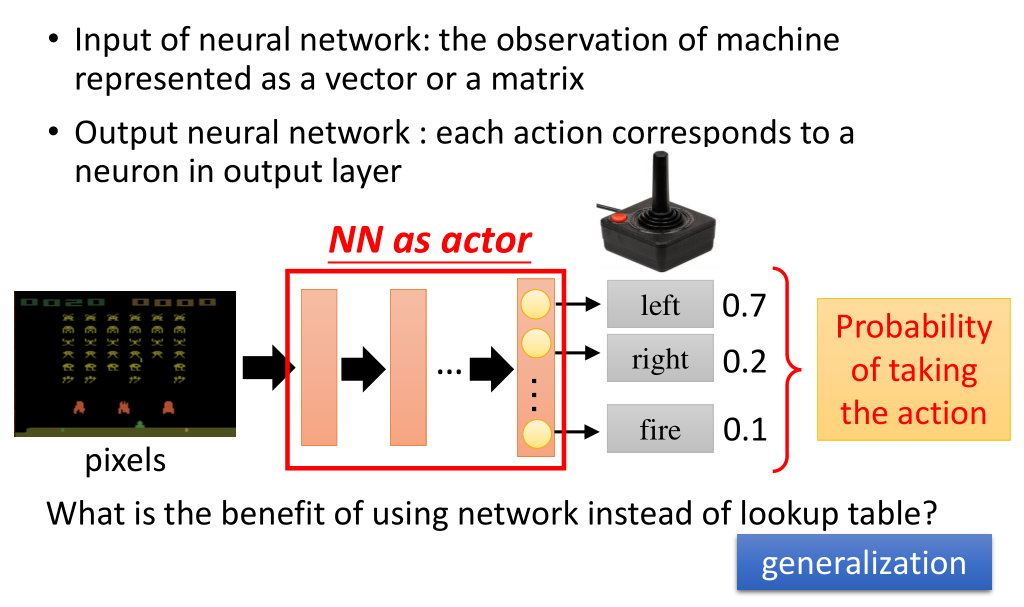 • Input of neural network: the observation of machine
represented as a vector or a matrix
• Output neural network : each action corresponds to a
neuron in output layer
NN as actor
0020 0000
left 0.7
right 0.2
fire 0.1
...
Probability
of taking
the action
pixels
What is the benefit of using network instead of lookup table?
generalization